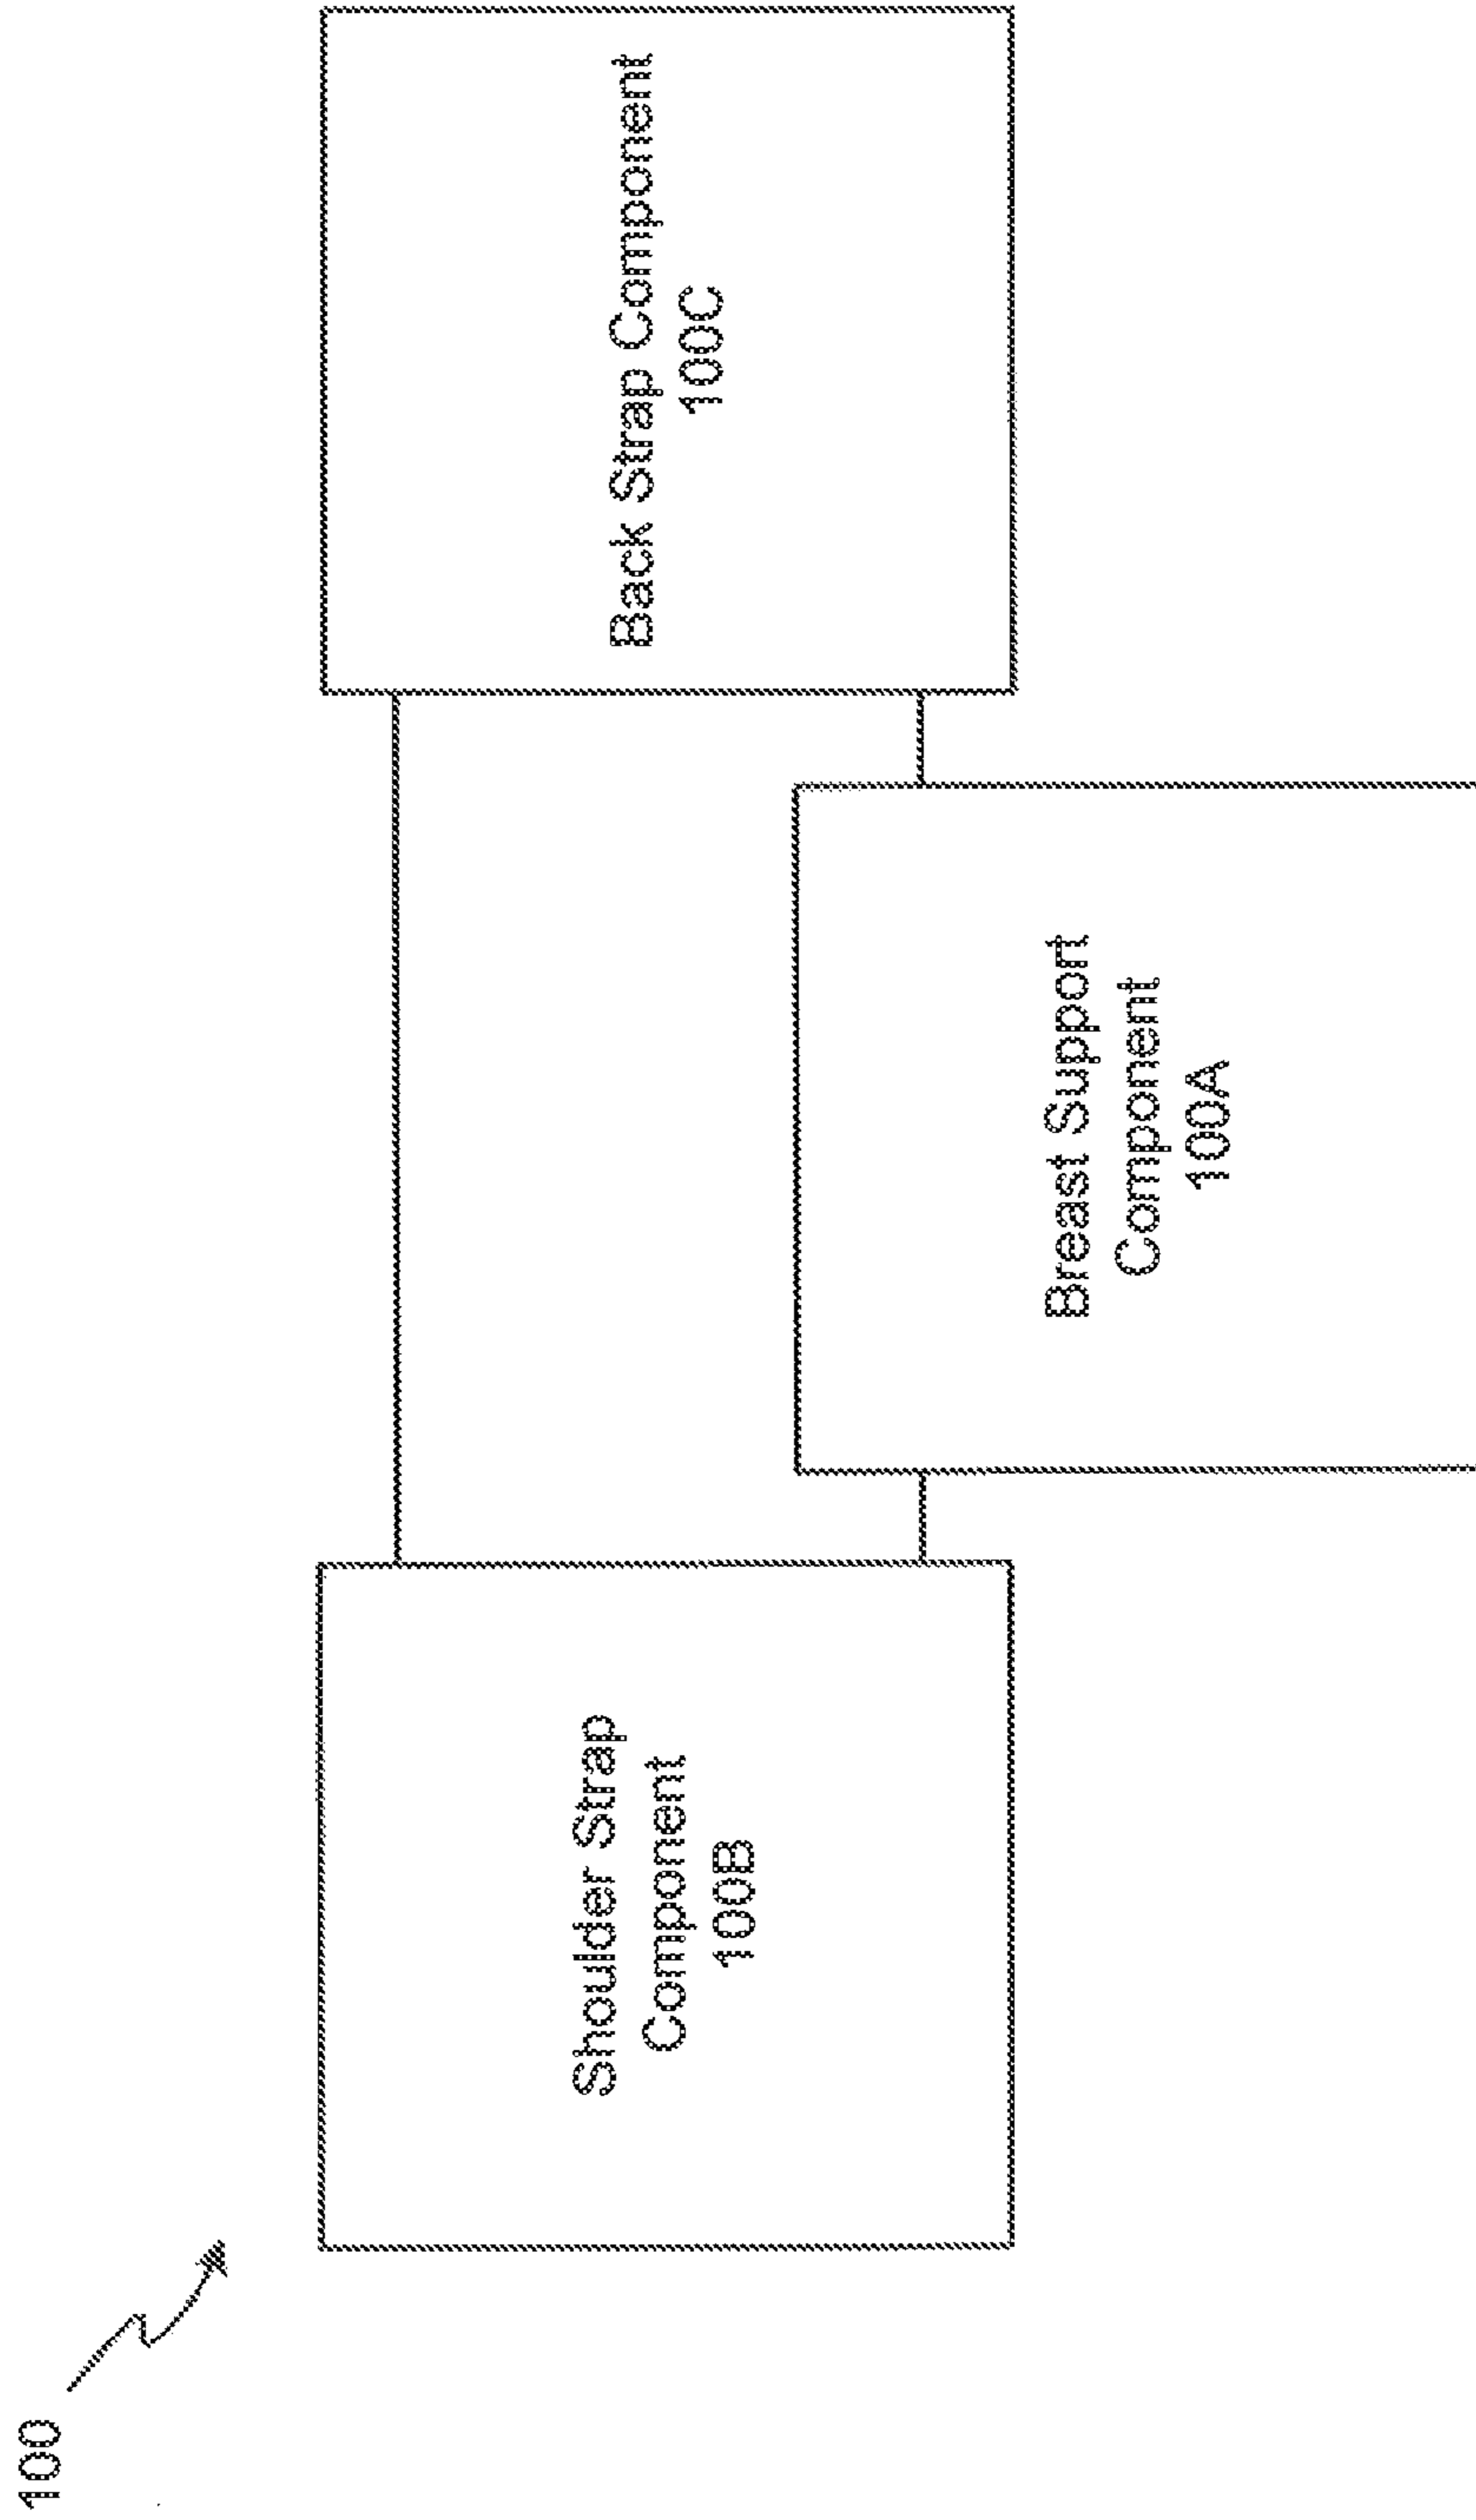 100
Shoulder Strap
Component
100B
Back Strap Component
100C
Breast Support
Component
100A